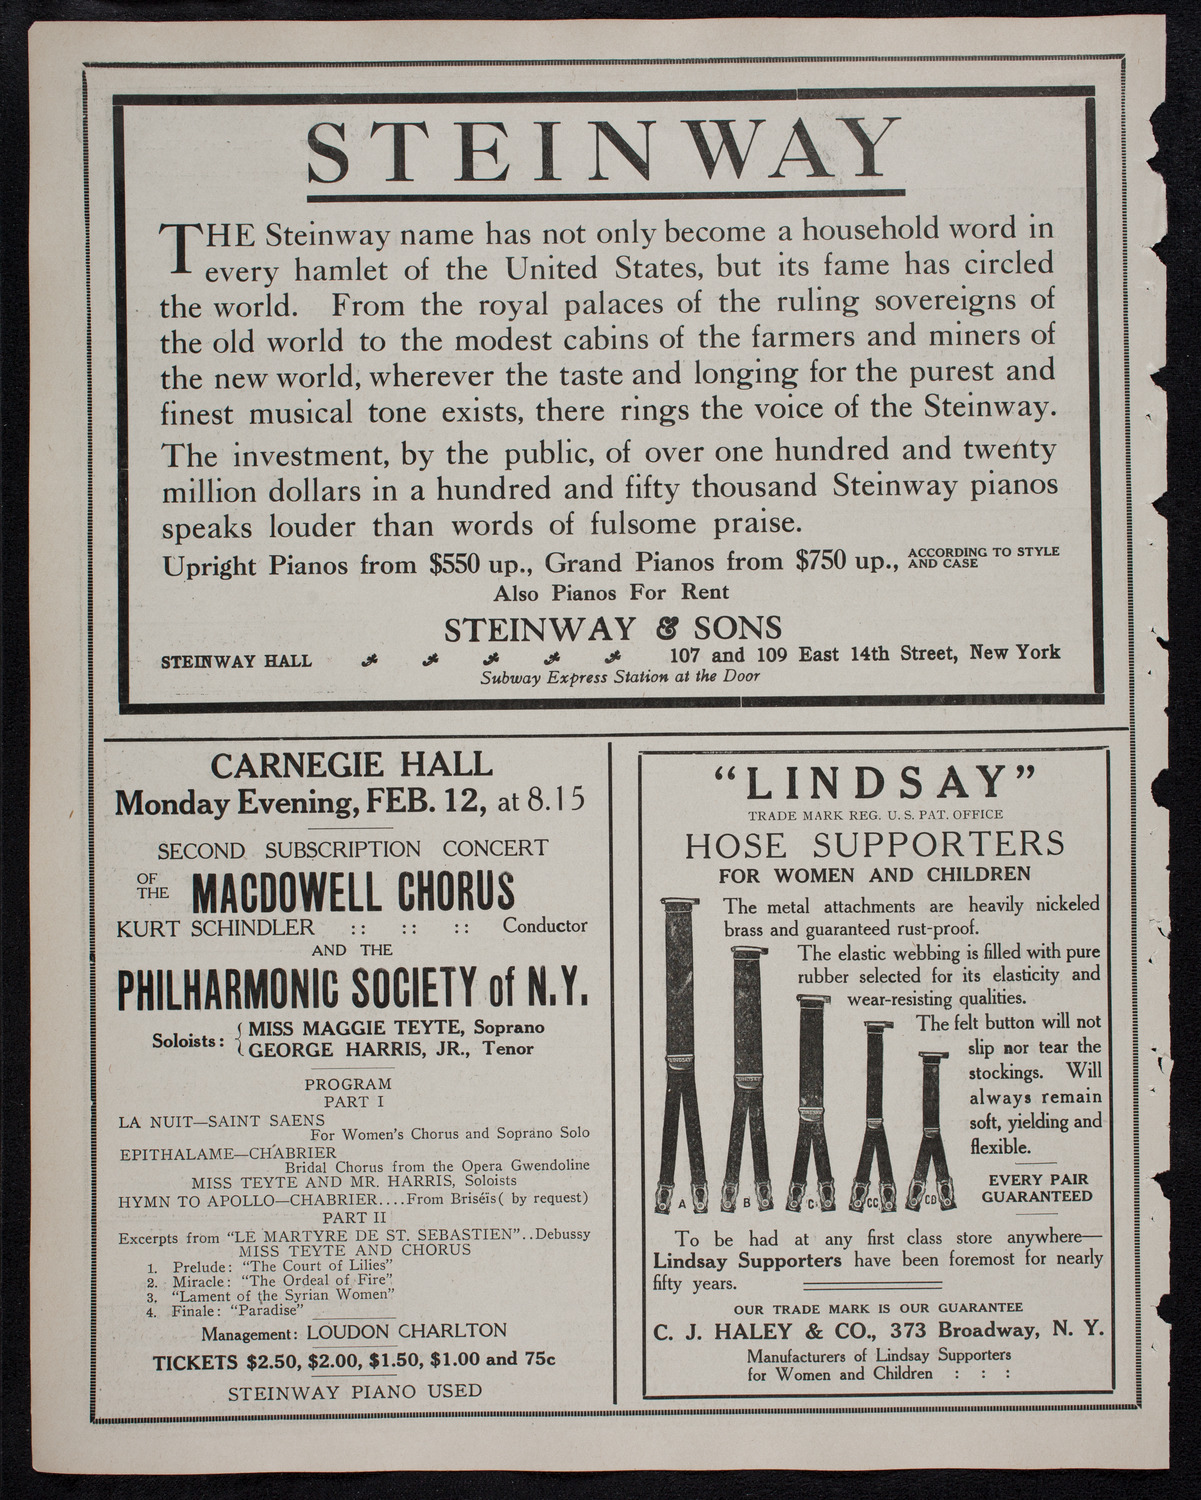 STEINWAY
THE Steinway name has not only become a household word in
every hamlet of the United States, but its fame has circled
the world. From the royal palaces of the ruling sovereigns of
the old world to the modest cabins of the farmers and miners of
the new world, wherever the taste and longing for the purest and
finest musical tone exists, there rings the voice of the Steinway.
The investment, by the public, of over one hundred and twenty
million dollars in a hundred and fifty thousand Steinway pianos
speaks louder than words of fulsome praise.
Upright Pianos from $550 up., Grand Pianos from $750 up., ACCORDING TO STYLE
AND CASE
Also Pianos For Rent
STEINWAY & SONS
STEINWAY HALL 107 and 109 East 14th Street, New York
Subway Express Station at the Door
CARNEGIE HALL
Monday Evening, FEB. 12, at 8.15
SECOND SUBSCRIPTION CONCERT
OF THE MACDOWELL CHORUS
KURT SCHINDLER :: :: :: Conductor
AND THE
PHILHARMONIC SOCIETY of N.Y.
Soloists: { MISS MAGGIE TEYTE, Soprano
GEORGE HARRIS, JR., Tenor
PROGRAM
PART I
LA NUIT—SAINT SAENS
For Women's Chorus and Soprano Solo
EPITHALAME—CHABRIER
Bridal Chorus from the Opera Gwendoline
MISS TEYTE AND MR. HARRIS, Soloists
HYMN TO APOLLO—CHABRIER....From Briséis( by request)
PART II
Excerpts from "LE MARTYRE DE ST. SEBASTIEN"..Debussy
MISS TEYTE AND CHORUS
1. Prelude: "The Court of Lilies"
2. Miracle: "The Ordeal of Fire"
3. "Lament of the Syrian Women"
4. Finale: "Paradise"
Management: LOUDON CHARLTON
TICKETS $2.50, $2.00, $1.50, $1.00 and 75c
STEINWAY PIANO USED
"LINDSAY"
TRADE MARK REG. U. S. PAT. OFFICE
HOSE SUPPORTERS
FOR WOMEN AND CHILDREN
The metal attachments are heavily nickeled
brass and guaranteed rust-proof.
The elastic webbing is filled with pure
rubber selected for its elasticity and
wear-resisting qualities.
The felt button will not
slip nor tear the
stockings. Will
always remain
soft, yielding and
flexible.
EVERY PAIR
GUARANTEED
LINDSAY
A B C CC CD
To be had at any first class store anywhere—
Lindsay Supporters have been foremost for nearly
fifty years.
OUR TRADE MARK IS OUR GUARANTEE
C. J. HALEY & CO., 373 Broadway, N. Y.
Manufacturers of Lindsay Supporters
for Women and Children : : :